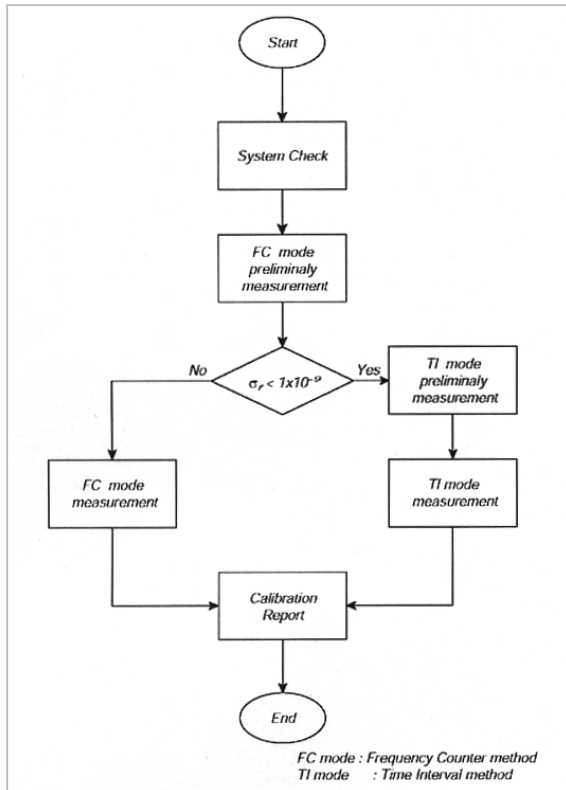 Start
System Check
FC mode
preliminaly
measurement
No
σr < 1x10⁻⁹
Yes
TI mode
preliminaly
measurement
FC mode
measurement
TI mode
measurement
Calibration
Report
End
FC mode : Frequency Counter method
TI mode : Time Interval method